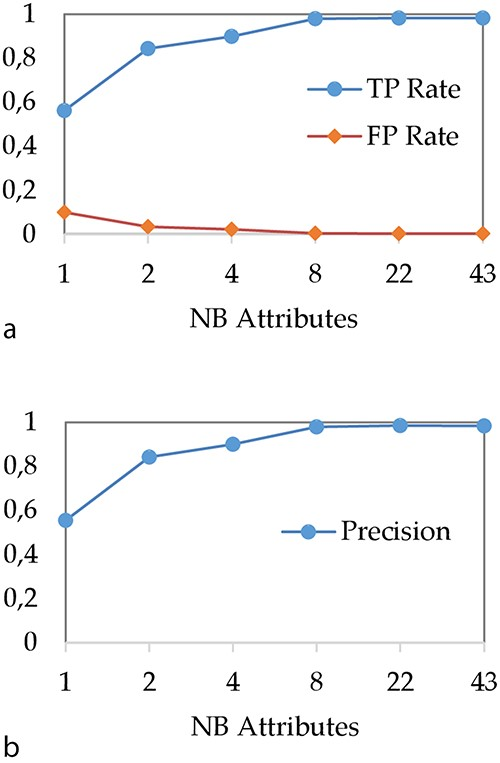 1
0,8
0,6
0,4
0,2
0
TP Rate
FP Rate
1 2 4 8 22 43
NB Attributes
a
1
0,8
0,6
0,4
0,2
0
Precision
1 2 4 8 22 43
NB Attributes
b